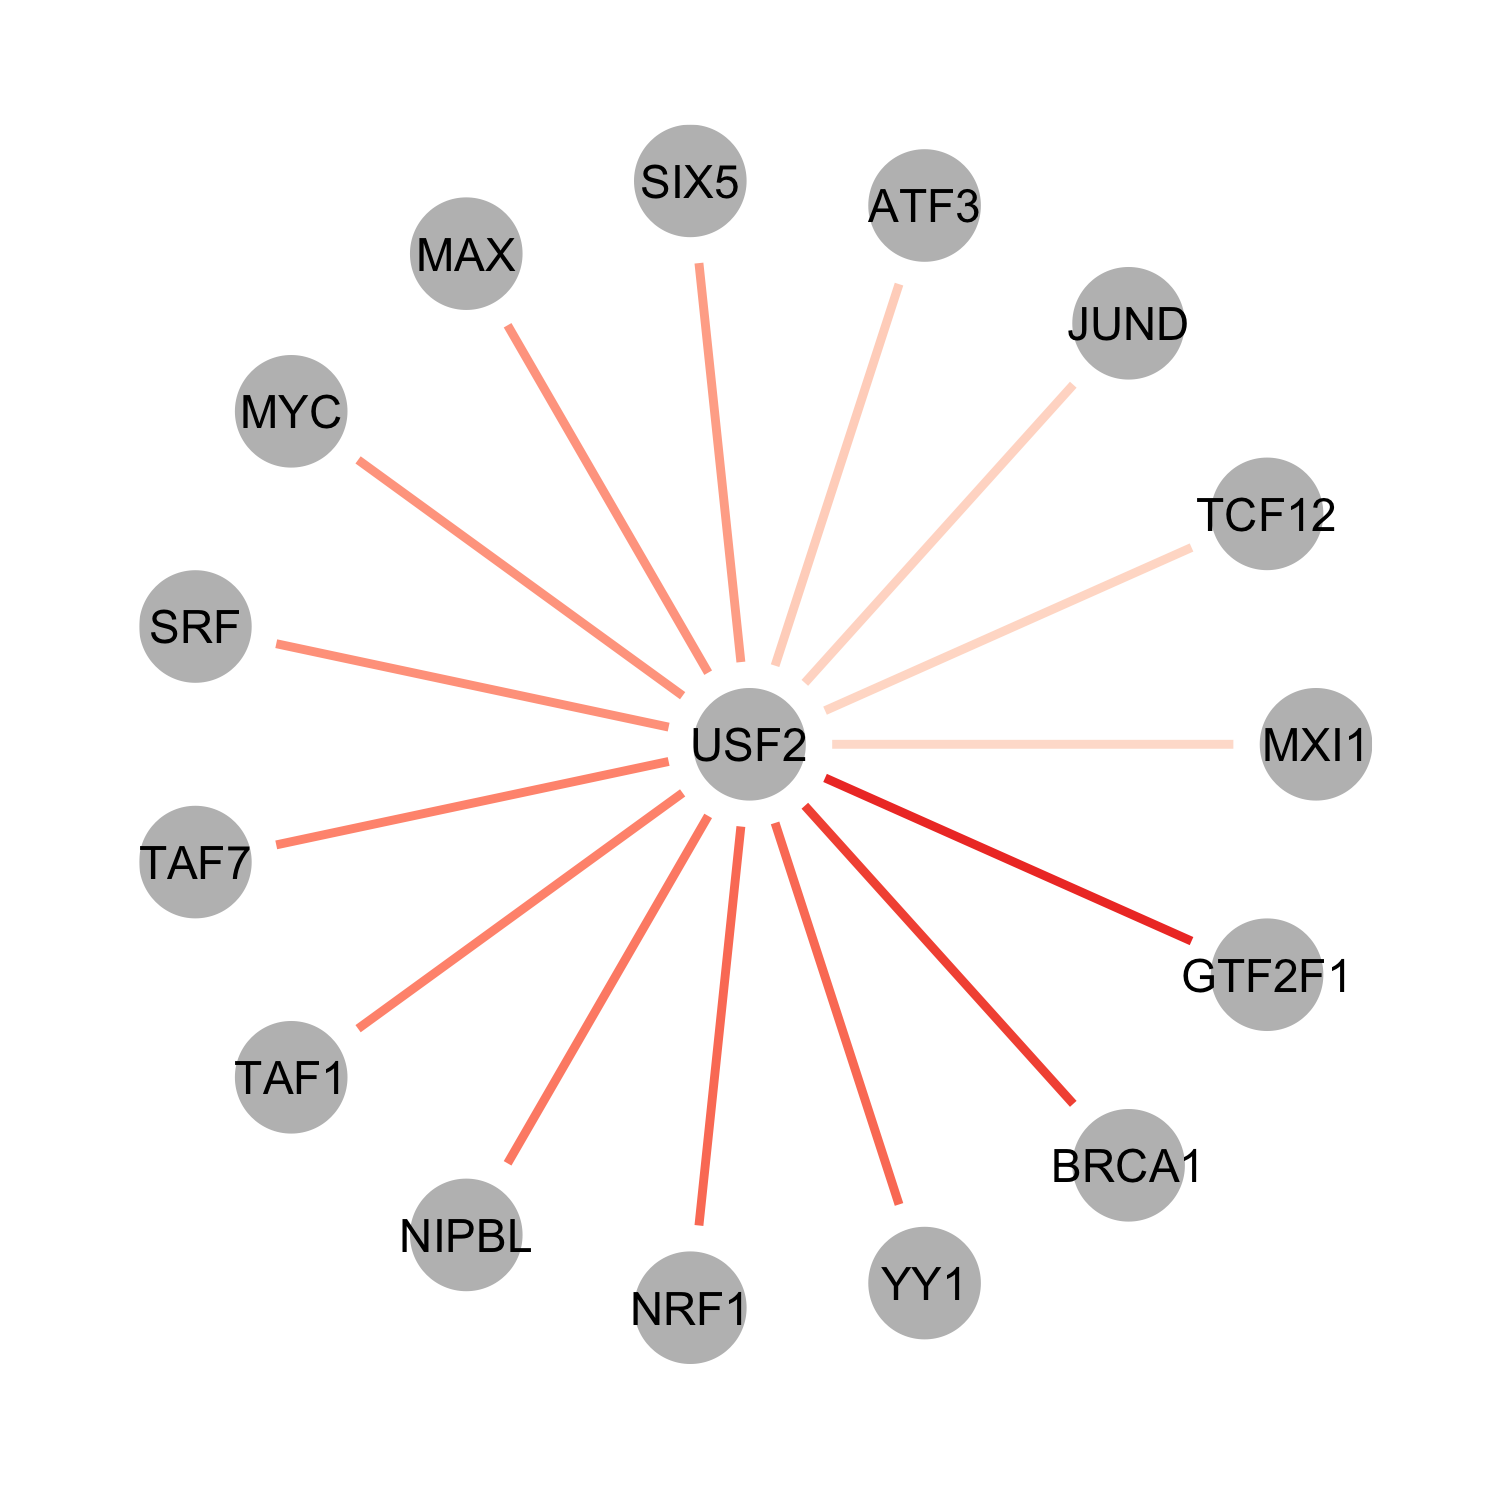 SIX5
ATF3
MAX
JUND
MYC
TCF12
SRF
USF2
MXI1
TAF7
GTF2F1
TAF1
BRCA1
NIPBL
YY1
NRF1